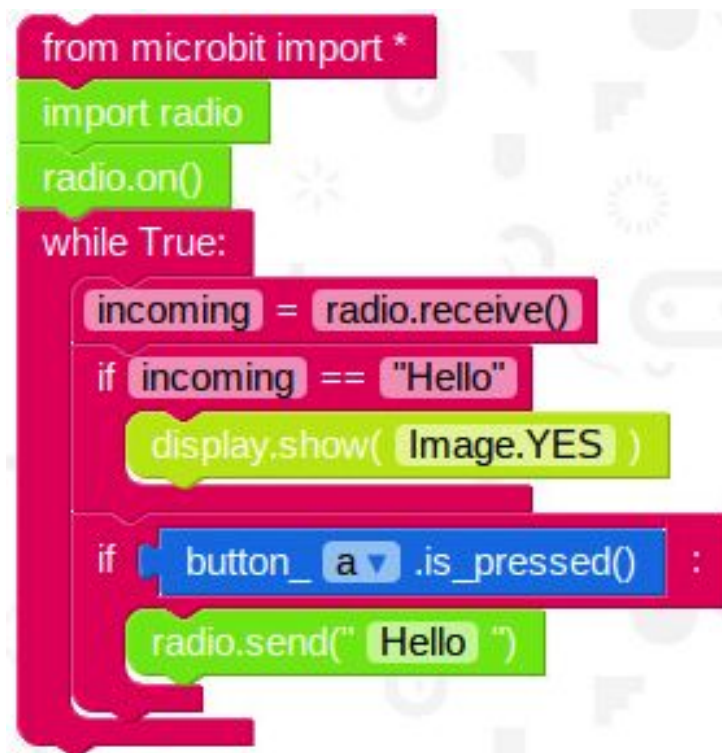 from microbit import *
import radio
radio.on()
while True:
incoming = radio.receive()
if incoming == "Hello"
display.show( Image.YES )
if button_ a .is_pressed() :
radio.send(" Hello ")